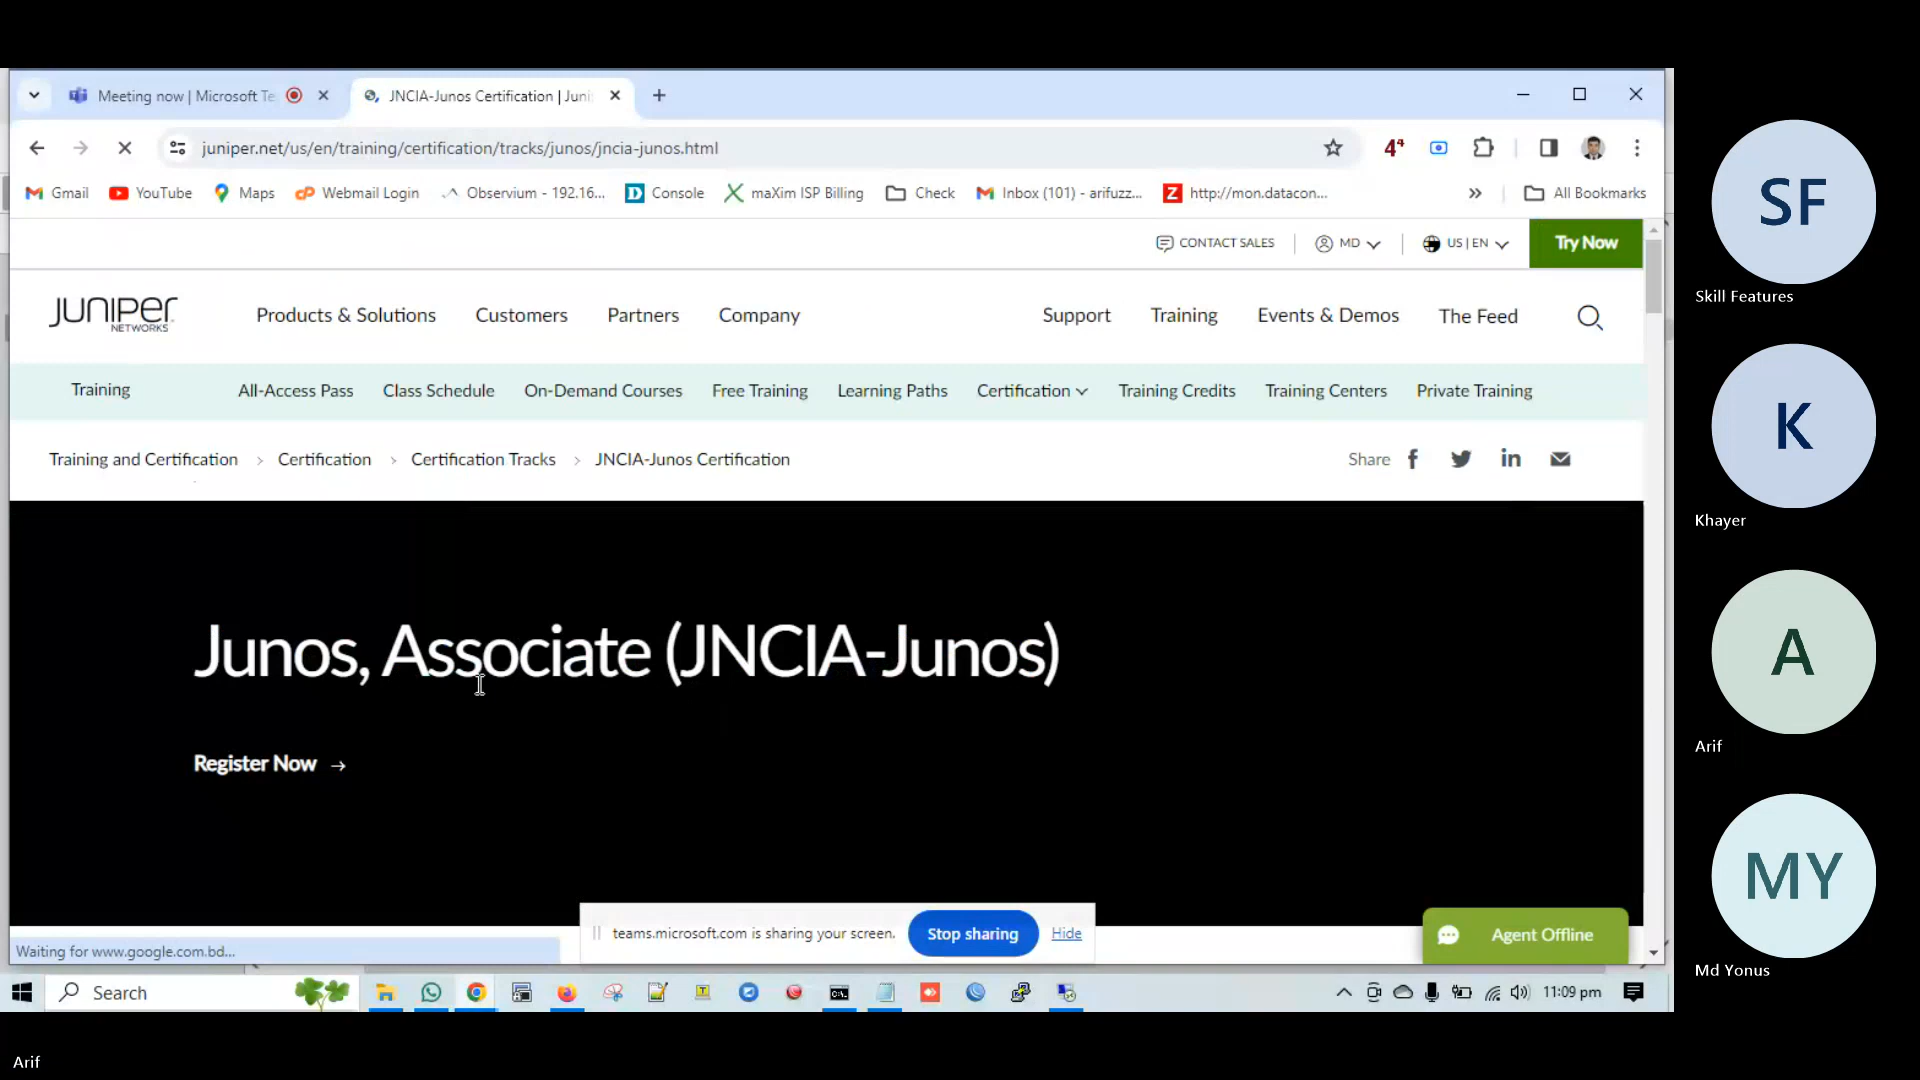 Meeting now | Microsoft Te
JNCIA-Junos Certification | Juni
juniper.net/us/en/training/certification/tracks/junos/jncia-junos.html
4⁴
Gmail YouTube Maps Webmail Login Observium - 192.16... Console maXim ISP Billing Check Inbox (101) - arifuzz... http://mon.datacon... » All Bookmarks
CONTACT SALES MD US | EN Try Now
JUNIPER NETWORKS
Products & Solutions Customers Partners Company Support Training Events & Demos The Feed
Training All-Access Pass Class Schedule On-Demand Courses Free Training Learning Paths Certification Training Credits Training Centers Private Training
Training and Certification > Certification > Certification Tracks > JNCIA-Junos Certification Share
Junos, Associate (JNCIA-Junos)
Register Now →
teams.microsoft.com is sharing your screen. Stop sharing Hide
Agent Offline
Waiting for www.google.com.bd...
Search
11:09 pm
SF
Skill Features
K
Khayer
A
Arif
MY
Md Yonus
Arif